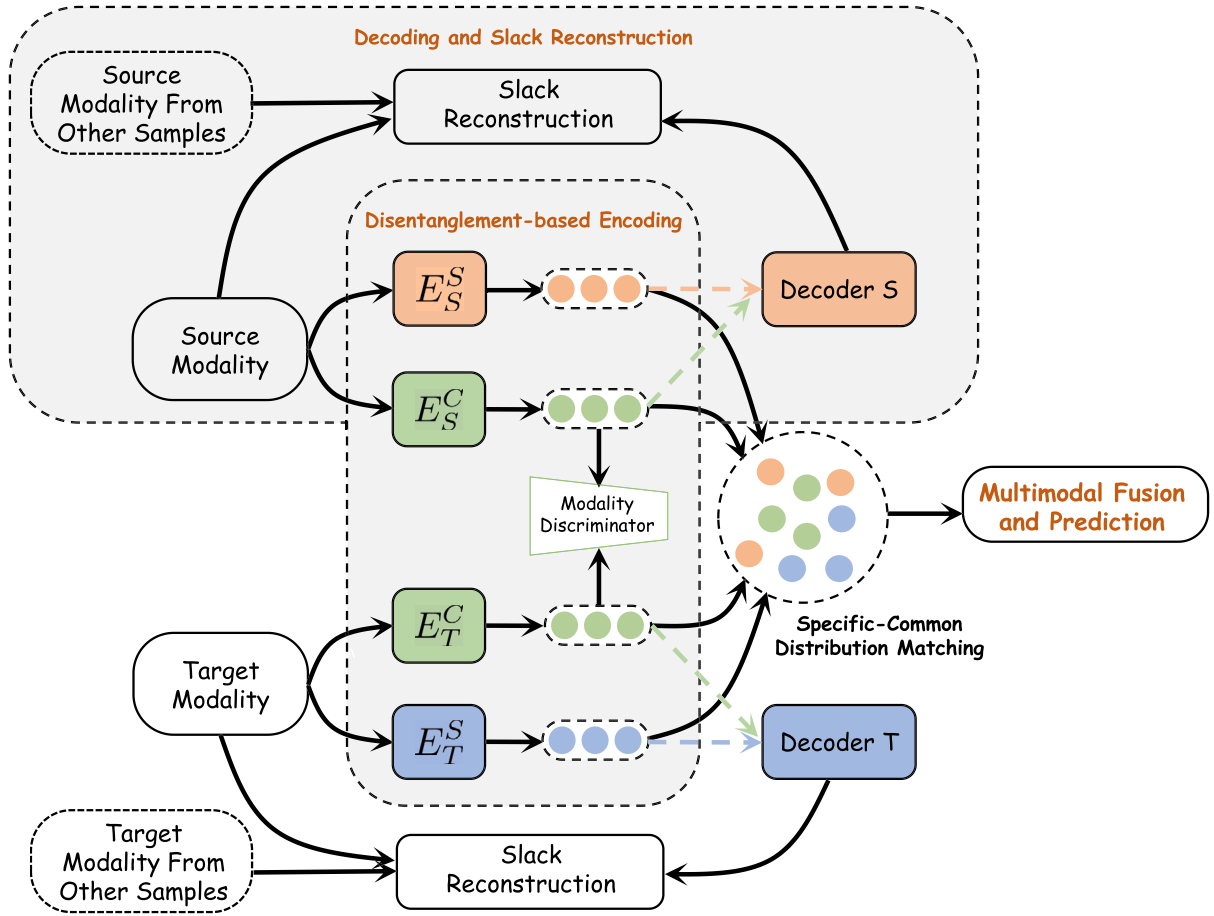 Decoding and Slack Reconstruction
Source
Modality From
Other Samples
Slack
Reconstruction
Disentanglement-based Encoding
$E_S^S$
Decoder S
Source
Modality
$E_S^C$
Modality
Discriminator
Multimodal Fusion
and Prediction
$E_T^C$
Specific-Common
Distribution Matching
Target
Modality
$E_T^S$
Decoder T
Target
Modality From
Other Samples
Slack
Reconstruction